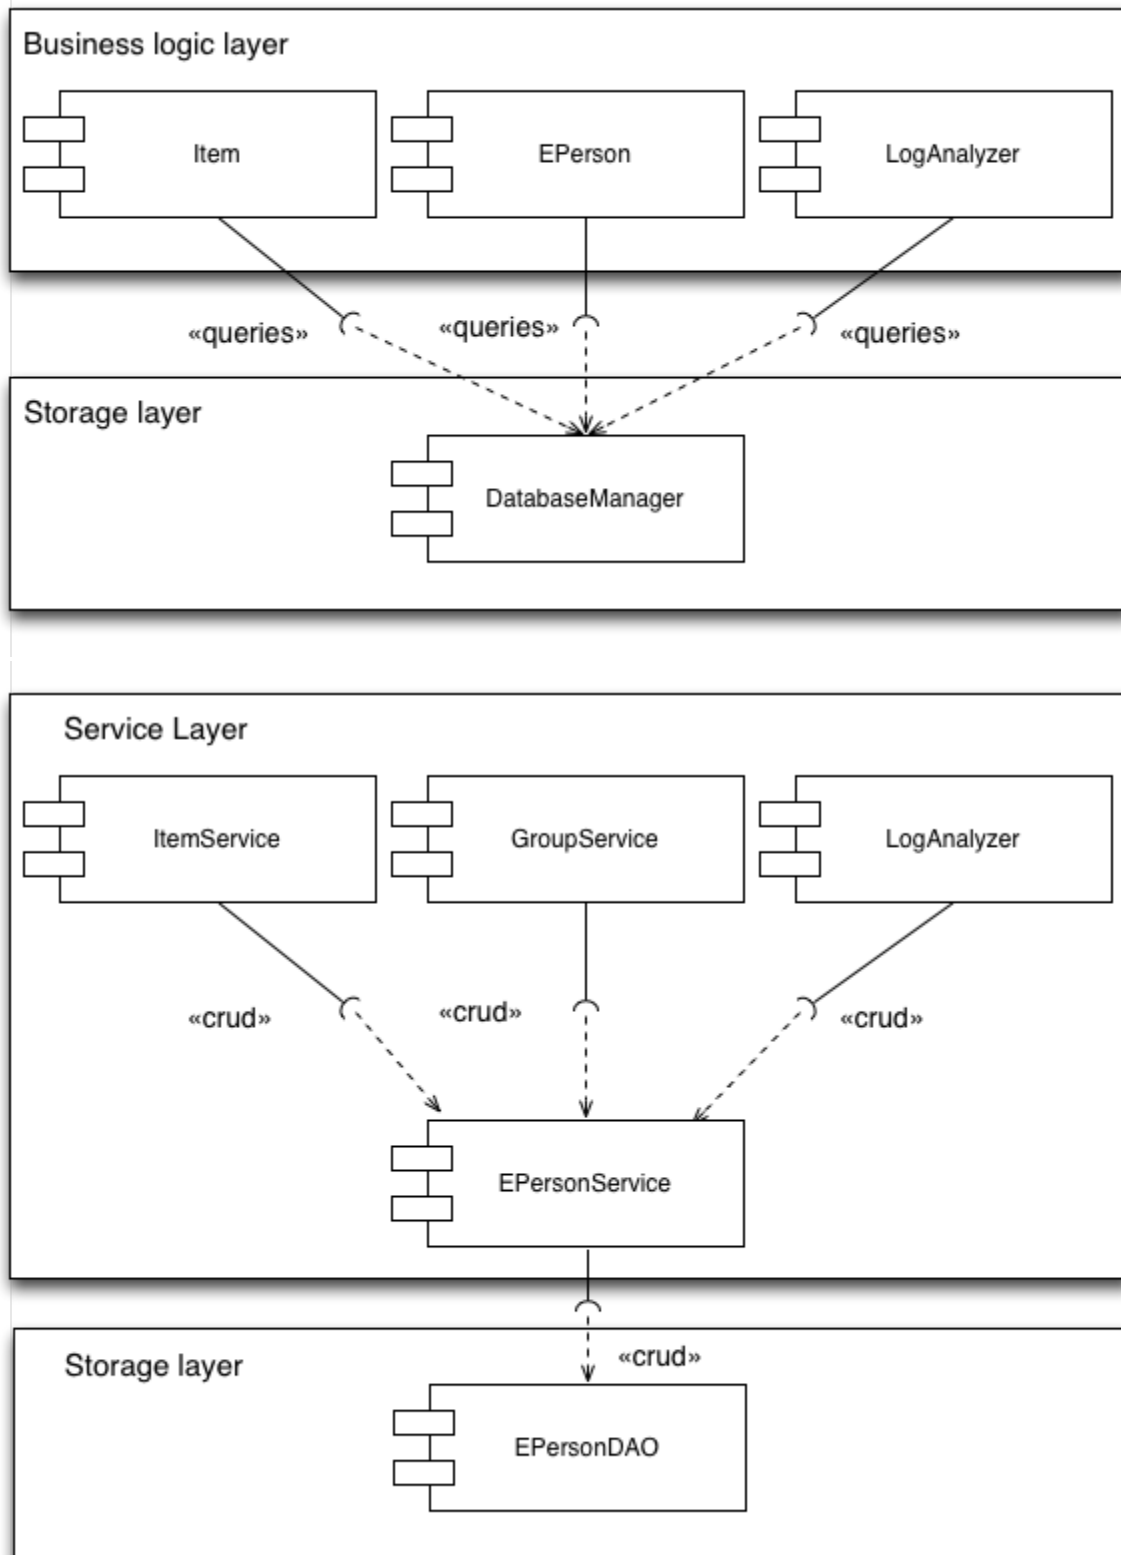 Business logic layer
Item
EPerson
LogAnalyzer
«queries»
«queries»
«queries»
Storage layer
DatabaseManager
Service Layer
ItemService
GroupService
LogAnalyzer
«crud»
«crud»
«crud»
EPersonService
«crud»
Storage layer
EPersonDAO